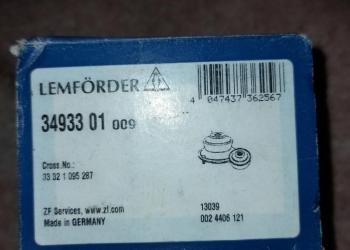 LEMFÖRDER
4 047437 362567
34933 01 009
Cross.No.:
33 32 1 095 287
ZF Services, www.zf.com
Made in GERMANY
13039
002 4406 121